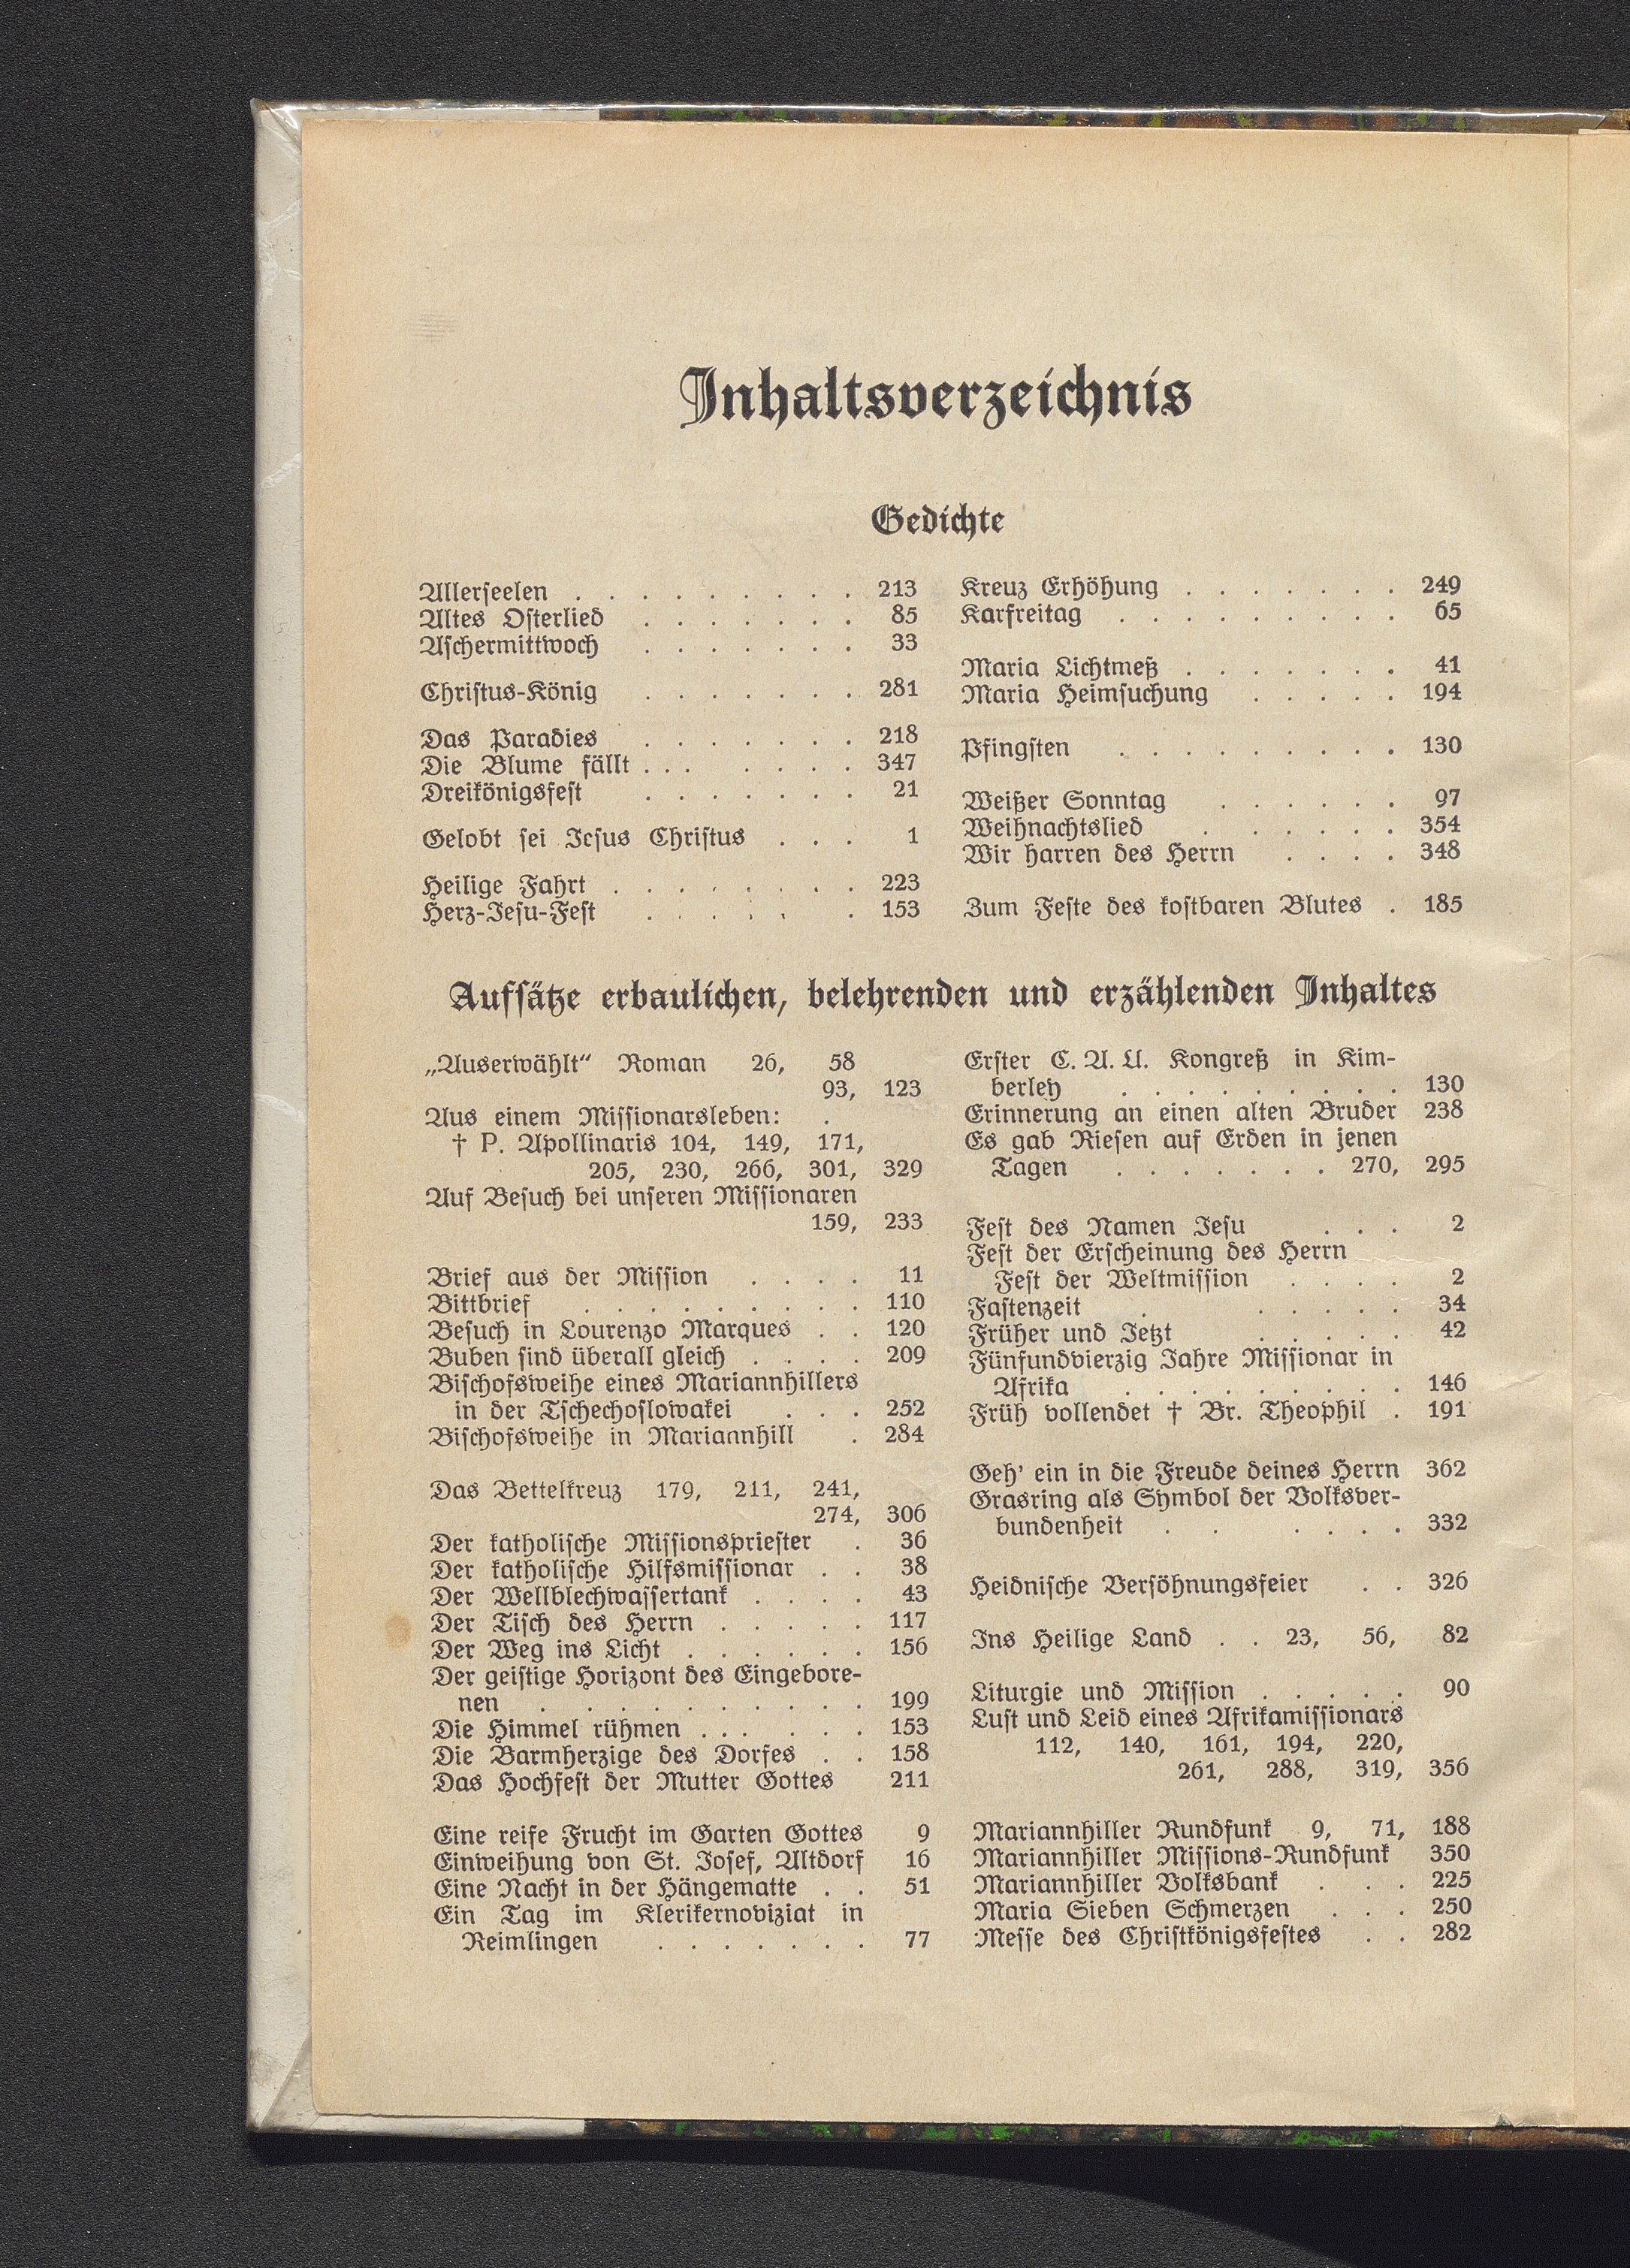 Inhaltsverzeichnis
Gedichte
Allerseelen . . . . . . . . . 213
Altes Osterlied . . . . . . . 85
Aschermittwoch . . . . . . . 33
Christus-König . . . . . . . 281
Das Paradies . . . . . . . 218
Die Blume fällt . . . . . . . 347
Dreikönigsfest . . . . . . . 21
Gelobt sei Jesus Christus . . . 1
Heilige Fahrt . . . . . . . . 223
Herz-Jesu-Fest . . . . . . 153
Kreuz Erhöhung . . . . . . . 249
Karfreitag . . . . . . . . . 65
Maria Lichtmeß . . . . . . . 41
Maria Heimsuchung . . . . . 194
Pfingsten . . . . . . . . . 130
Weißer Sonntag . . . . . . 97
Weihnachtslied . . . . . . 354
Wir harren des Herrn . . . . 348
Zum Feste des kostbaren Blutes . 185
Aufsätze erbaulichen, belehrenden und erzählenden Inhaltes
„Auserwählt“ Roman 26, 58
93, 123
Aus einem Missionarsleben: .
† P. Apollinaris 104, 149, 171,
205, 230, 266, 301, 329
Auf Besuch bei unseren Missionaren
159, 233
Brief aus der Mission . . . . 11
Bittbrief . . . . . . . . . 110
Besuch in Lourenzo Marques . . 120
Buben sind überall gleich . . . . 209
Bischofsweihe eines Mariannhillers
in der Tschechoslowakei . . . 252
Bischofsweihe in Mariannhill . 284
Das Bettelkreuz 179, 211, 241,
274, 306
Der katholische Missionspriester . 36
Der katholische Hilfsmissionar . . 38
Der Wellblechwassertank . . . . 43
Der Tisch des Herrn . . . . . 117
Der Weg ins Licht . . . . . . 156
Der geistige Horizont des Eingebore-
nen . . . . . . . . . . 199
Die Himmel rühmen . . . . . . 153
Die Barmherzige des Dorfes . . 158
Das Hochfest der Mutter Gottes 211
Eine reife Frucht im Garten Gottes 9
Einweihung von St. Josef, Altdorf 16
Eine Nacht in der Hängematte . . 51
Ein Tag im Klerikernoviziat in
Reimlingen . . . . . . . 77
Erster C. A. U. Kongreß in Kim-
berley . . . . . . . . . 130
Erinnerung an einen alten Bruder 238
Es gab Riesen auf Erden in jenen
Tagen . . . . . . . 270, 295
Fest des Namen Jesu . . . 2
Fest der Erscheinung des Herrn
Fest der Weltmission . . . . 2
Fastenzeit . . . . . . 34
Früher und Jetzt . . . . . 42
Fünfundvierzig Jahre Missionar in
Afrika . . . . . . . . . 146
Früh vollendet † Br. Theophil . 191
Geh' ein in die Freude deines Herrn 362
Grasring als Symbol der Volksver-
bundenheit . . . . . . 332
Heidnische Versöhnungsfeier . . 326
Ins Heilige Land . . 23, 56, 82
Liturgie und Mission . . . . . 90
Lust und Leid eines Afrikamissionars
112, 140, 161, 194, 220,
261, 288, 319, 356
Mariannhiller Rundfunk 9, 71, 188
Mariannhiller Missions-Rundfunk 350
Mariannhiller Volksbank . . . 225
Maria Sieben Schmerzen . . . 250
Messe des Christkönigsfestes . . 282